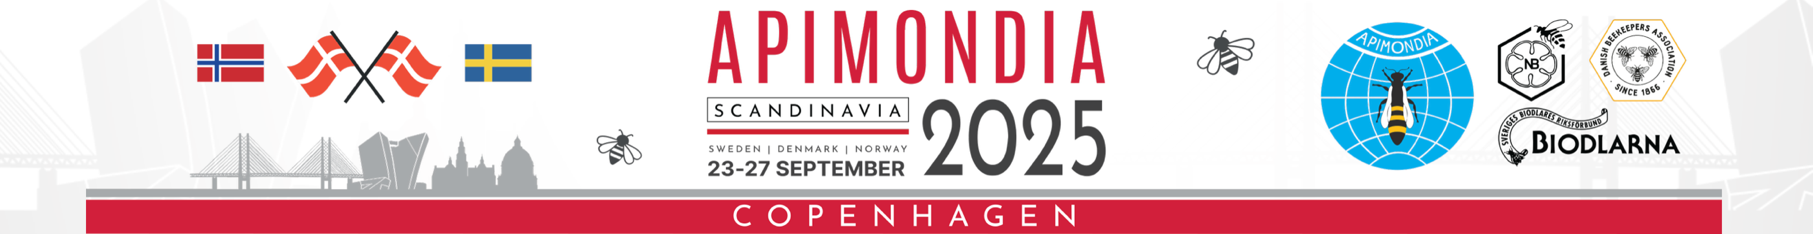 APIMONDIA
SCANDINAVIA
2025
SWEDEN | DENMARK | NORWAY
23-27 SEPTEMBER
COPENHAGEN
APIMONDIA
NB
DANISH BEEKEEPERS ASSOCIATION
· SINCE 1866 ·
SVERIGES BIODLARES RIKSFÖRBUND
BIODLARNA